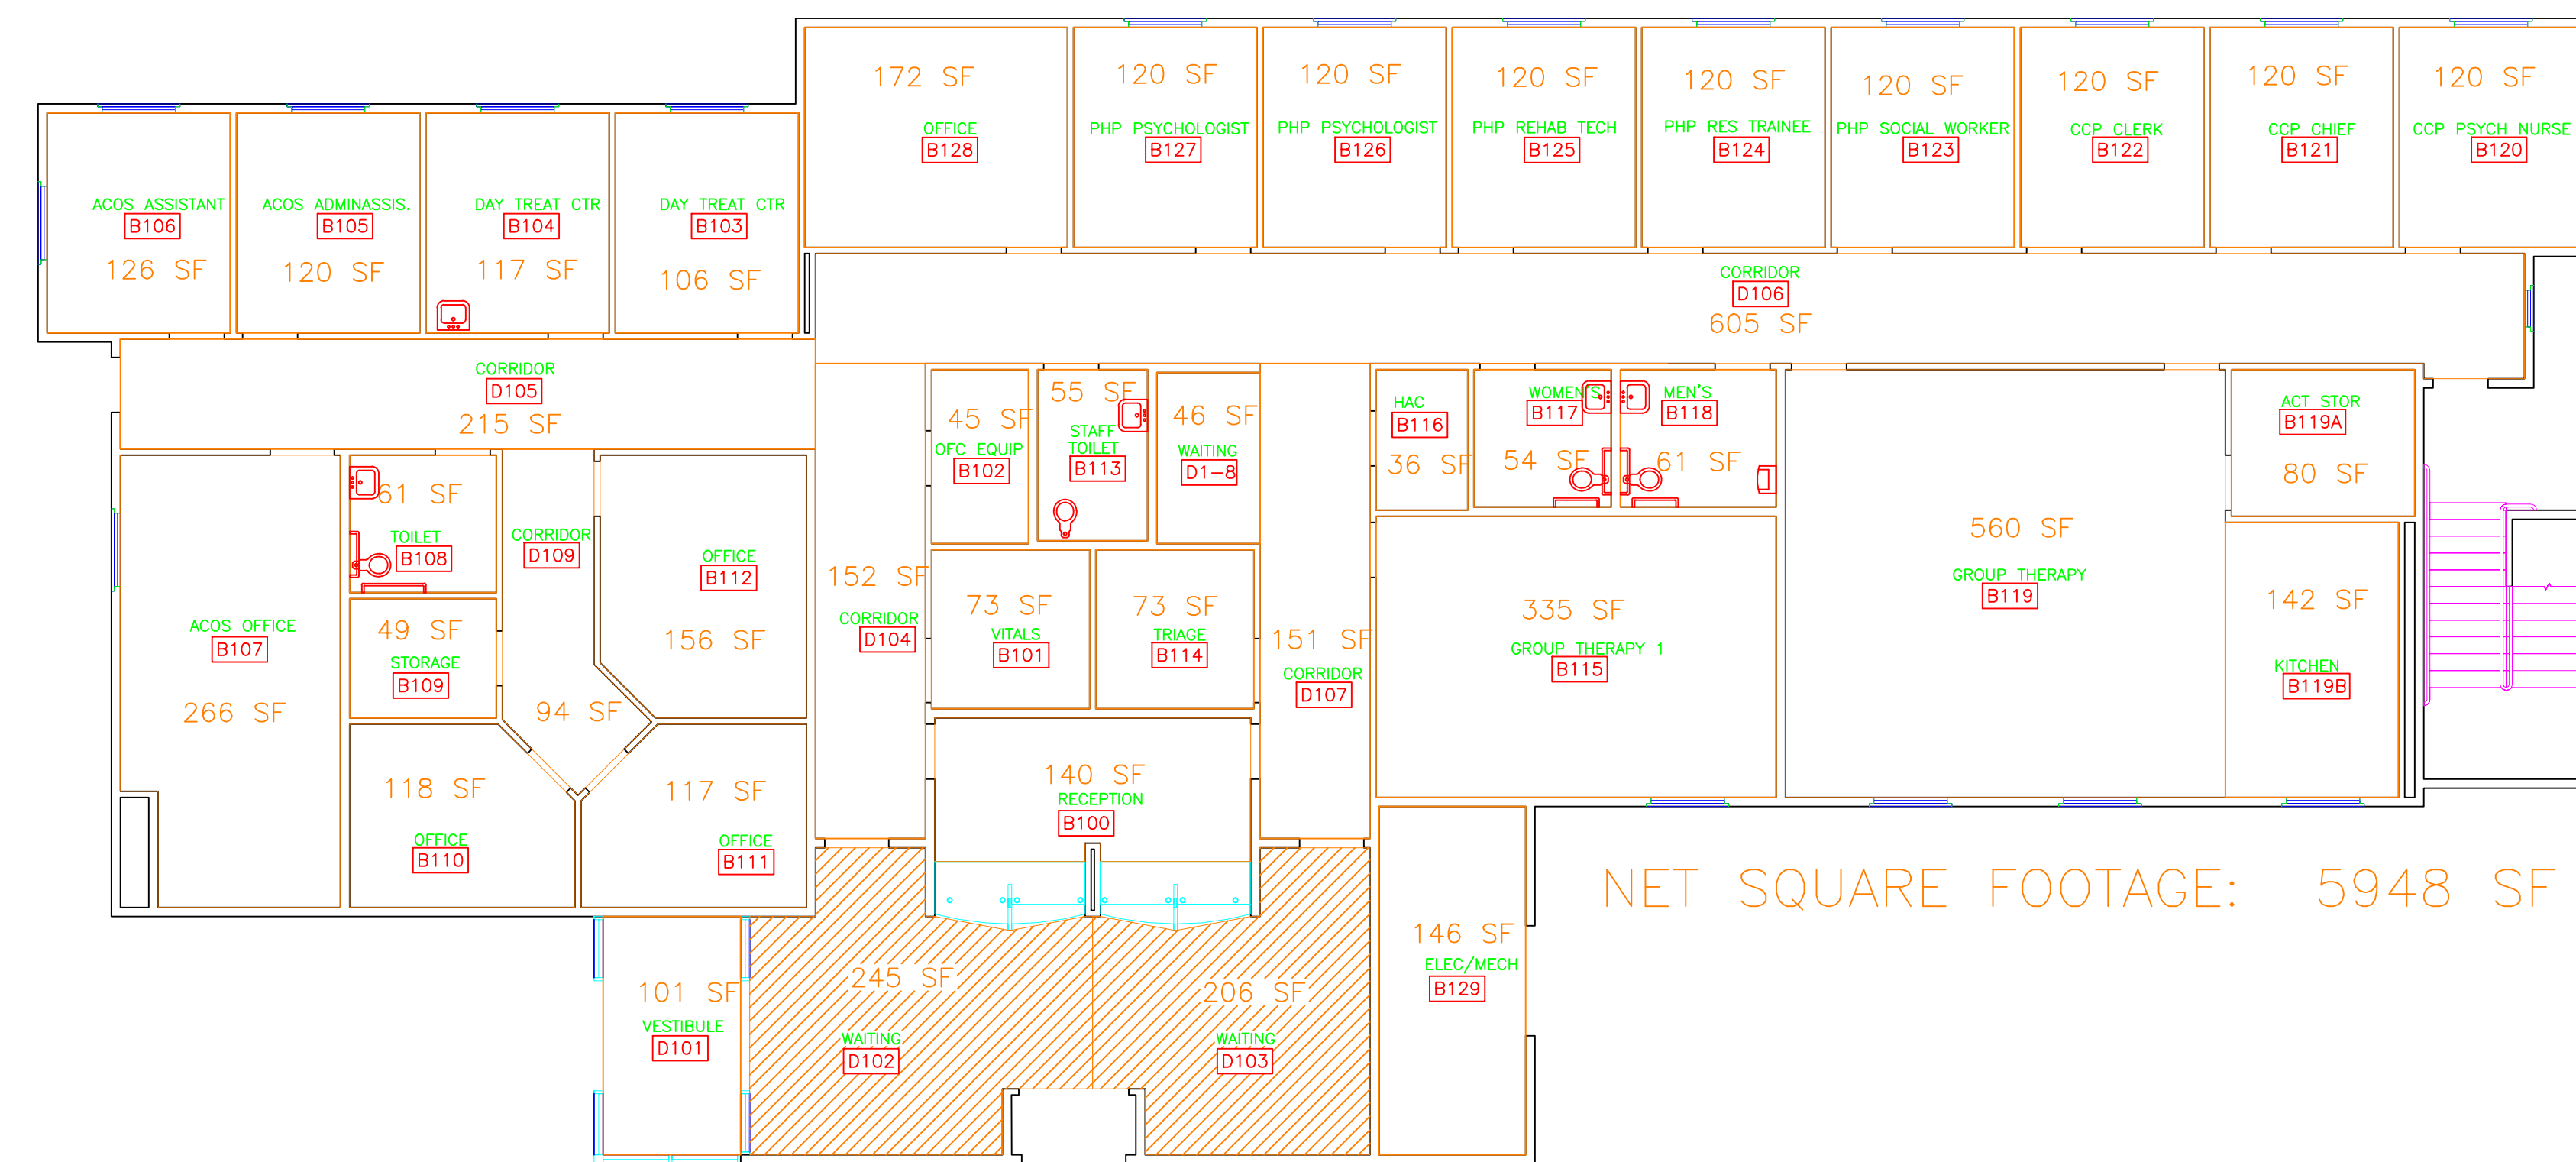 172 SF
OFFICE
B128
120 SF
PHP PSYCHOLOGIST
B127
120 SF
PHP PSYCHOLOGIST
B126
120 SF
PHP REHAB TECH
B125
120 SF
PHP RES TRAINEE
B124
120 SF
PHP SOCIAL WORKER
B123
120 SF
CCP CLERK
B122
120 SF
CCP CHIEF
B121
120 SF
CCP PSYCH NURSE
B120
ACOS ASSISTANT
B106
126 SF
ACOS ADMINASSIS.
B105
120 SF
DAY TREAT CTR
B104
117 SF
DAY TREAT CTR
B103
106 SF
CORRIDOR
D106
605 SF
CORRIDOR
D105
215 SF
45 SF
OFC EQUIP
B102
55 SF
STAFF
TOILET
B113
46 SF
WAITING
D1-8
HAC
B116
36 SF
WOMEN'S
B117
54 SF
MEN'S
B118
61 SF
ACT STOR
B119A
80 SF
61 SF
TOILET
B108
CORRIDOR
D109
94 SF
OFFICE
B112
156 SF
152 SF
CORRIDOR
D104
73 SF
VITALS
B101
73 SF
TRIAGE
B114
151 SF
CORRIDOR
D107
335 SF
GROUP THERAPY 1
B115
560 SF
GROUP THERAPY
B119
142 SF
KITCHEN
B119B
ACOS OFFICE
B107
266 SF
49 SF
STORAGE
B109
118 SF
OFFICE
B110
117 SF
OFFICE
B111
140 SF
RECEPTION
B100
NET SQUARE FOOTAGE: 5948 SF
101 SF
VESTIBULE
D101
245 SF
WAITING
D102
206 SF
WAITING
D103
146 SF
ELEC/MECH
B129